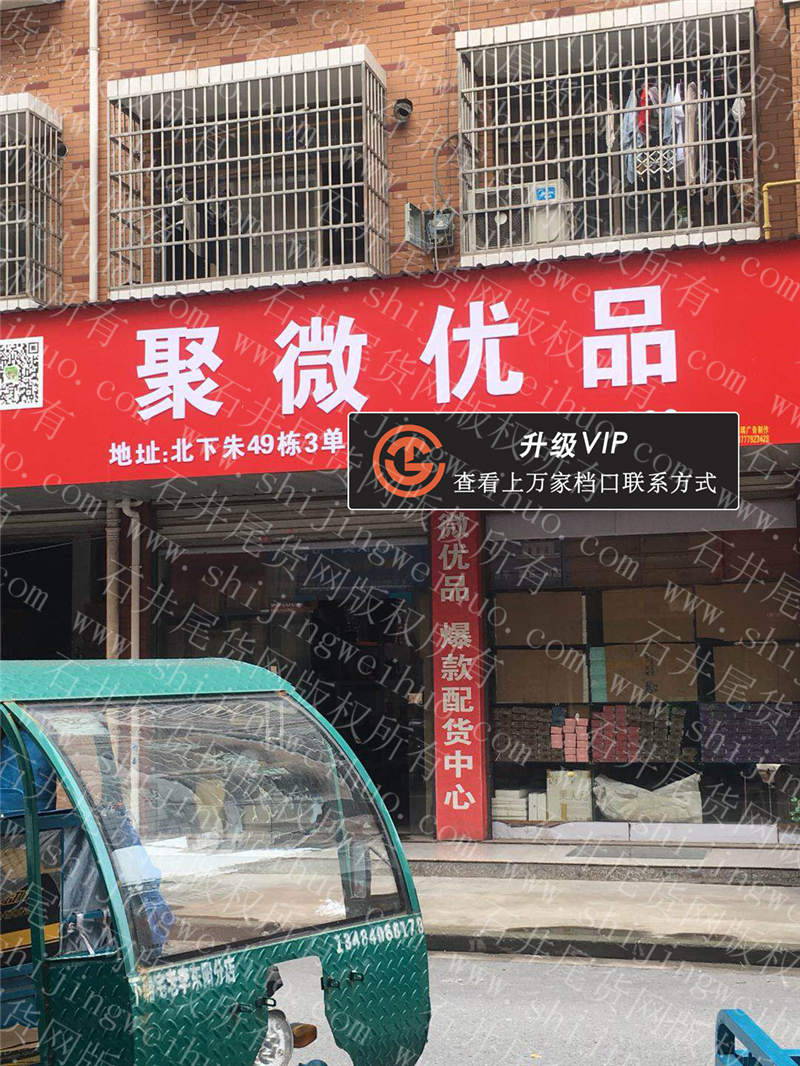 聚微优品
地址:北下朱49栋3单
升级VIP
查看上万家档口联系方式
微优品 爆款配货中心
石井尾货网版权所有
www.shijingweihuo.com